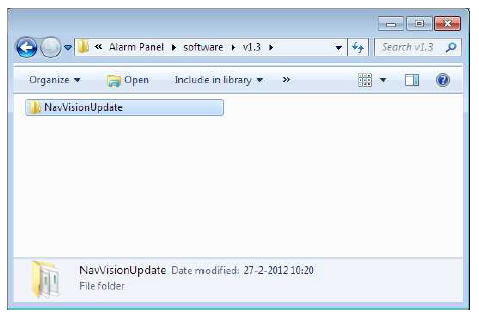 « Alarm Panel ▸ software ▸ v1.3 ▸ Search v1.3
Organize ▼ Open Include in library ▼ »
NavVisionUpdate
NavVisionUpdate Date modified: 27-2-2012 10:20
File folder